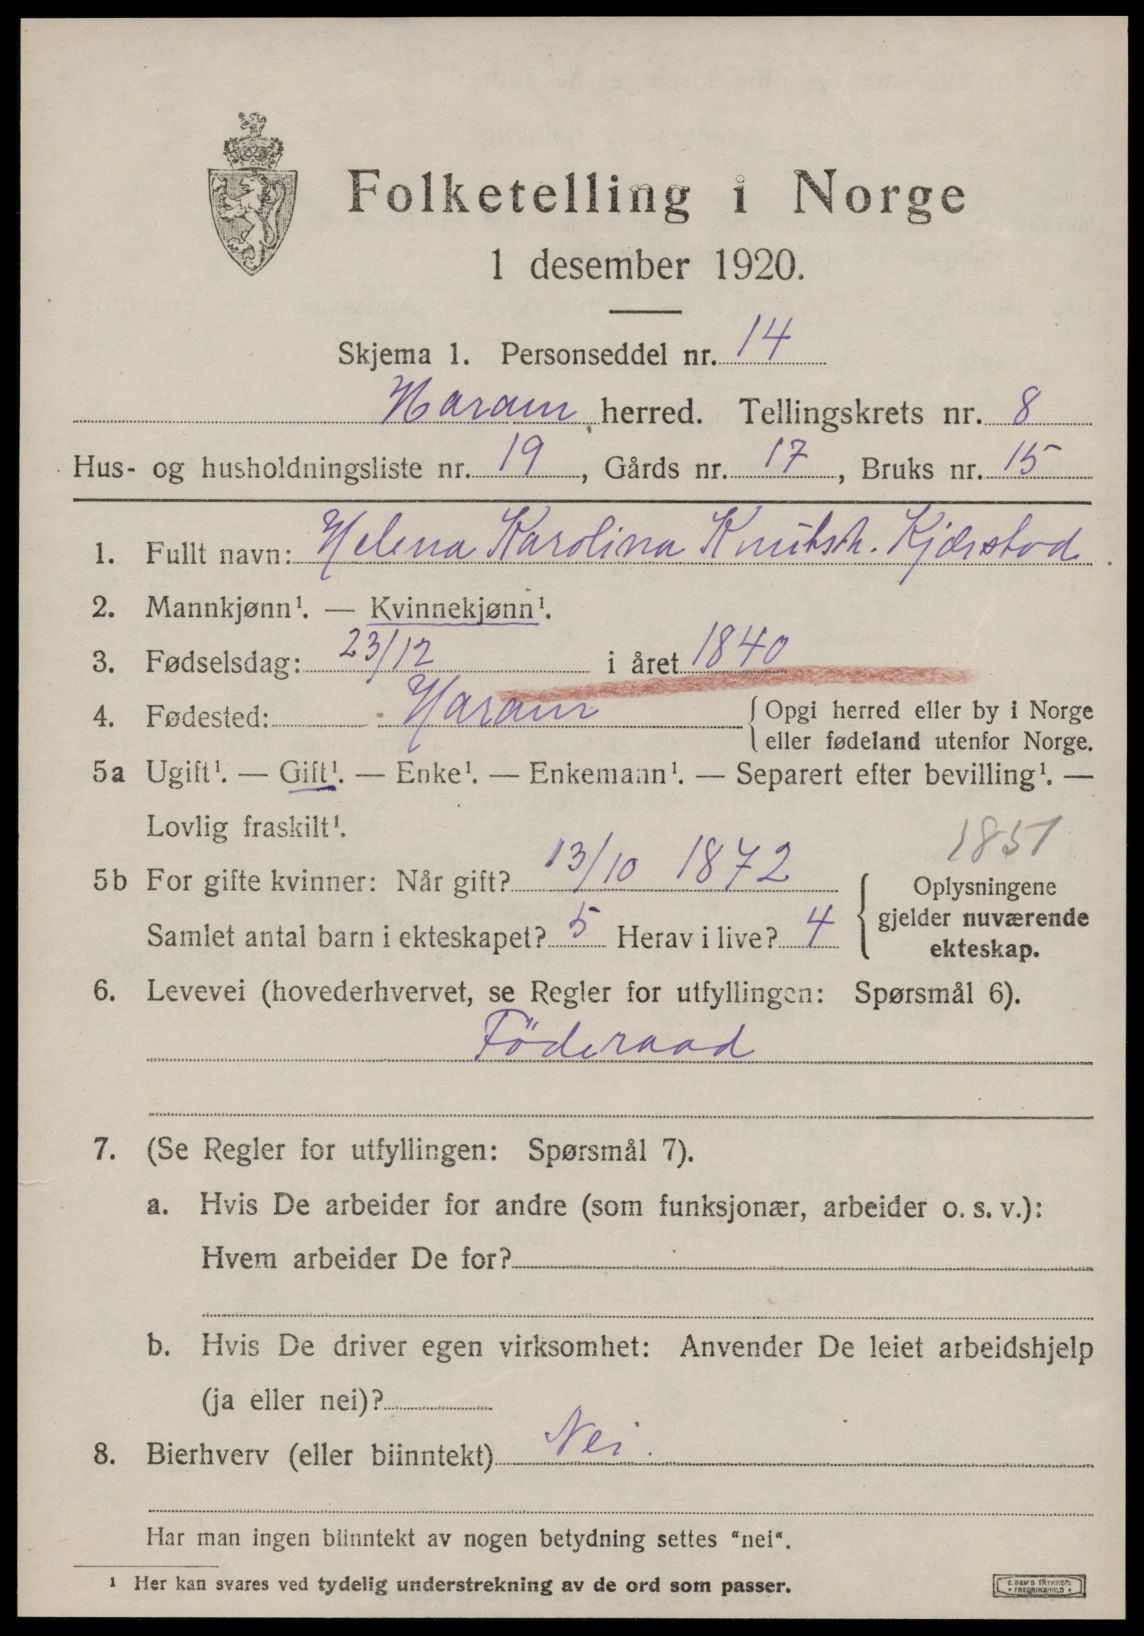 Folketelling i Norge
1 desember 1920.
Skjema 1. Personseddel nr. 14
Haram herred. Tellingskrets nr. 8
Hus- og husholdningsliste nr. 19, Gårds nr. 17, Bruks nr. 15
1. Fullt navn: Helena Karolina Knutsdt. Kjærstad
2. Mannkjønn¹. — Kvinnekjønn¹.
3. Fødselsdag: 23/12 i året 1840
4. Fødested: Haram {Opgi herred eller by i Norge
eller fødeland utenfor Norge.
5a Ugift¹. — Gift¹. — Enke¹. — Enkemann¹. — Separert efter bevilling¹. —
Lovlig fraskilt¹.
1851
5b For gifte kvinner: Når gift? 13/10 1872
Samlet antal barn i ekteskapet? 5 Herav i live? 4
{Oplysningene
gjelder nuværende
ekteskap.
6. Levevei (hovederhvervet, se Regler for utfyllingen: Spørsmål 6).
Föderaad
7. (Se Regler for utfyllingen: Spørsmål 7).
a. Hvis De arbeider for andre (som funksjonær, arbeider o. s. v.):
Hvem arbeider De for?
b. Hvis De driver egen virksomhet: Anvender De leiet arbeidshjelp
(ja eller nei)?
8. Bierhverv (eller biinntekt) Nei.
Har man ingen biinntekt av nogen betydning settes "nei".
¹ Her kan svares ved tydelig understrekning av de ord som passer.
E. SEM'S TRYKKERI
FREDRIKSHALD